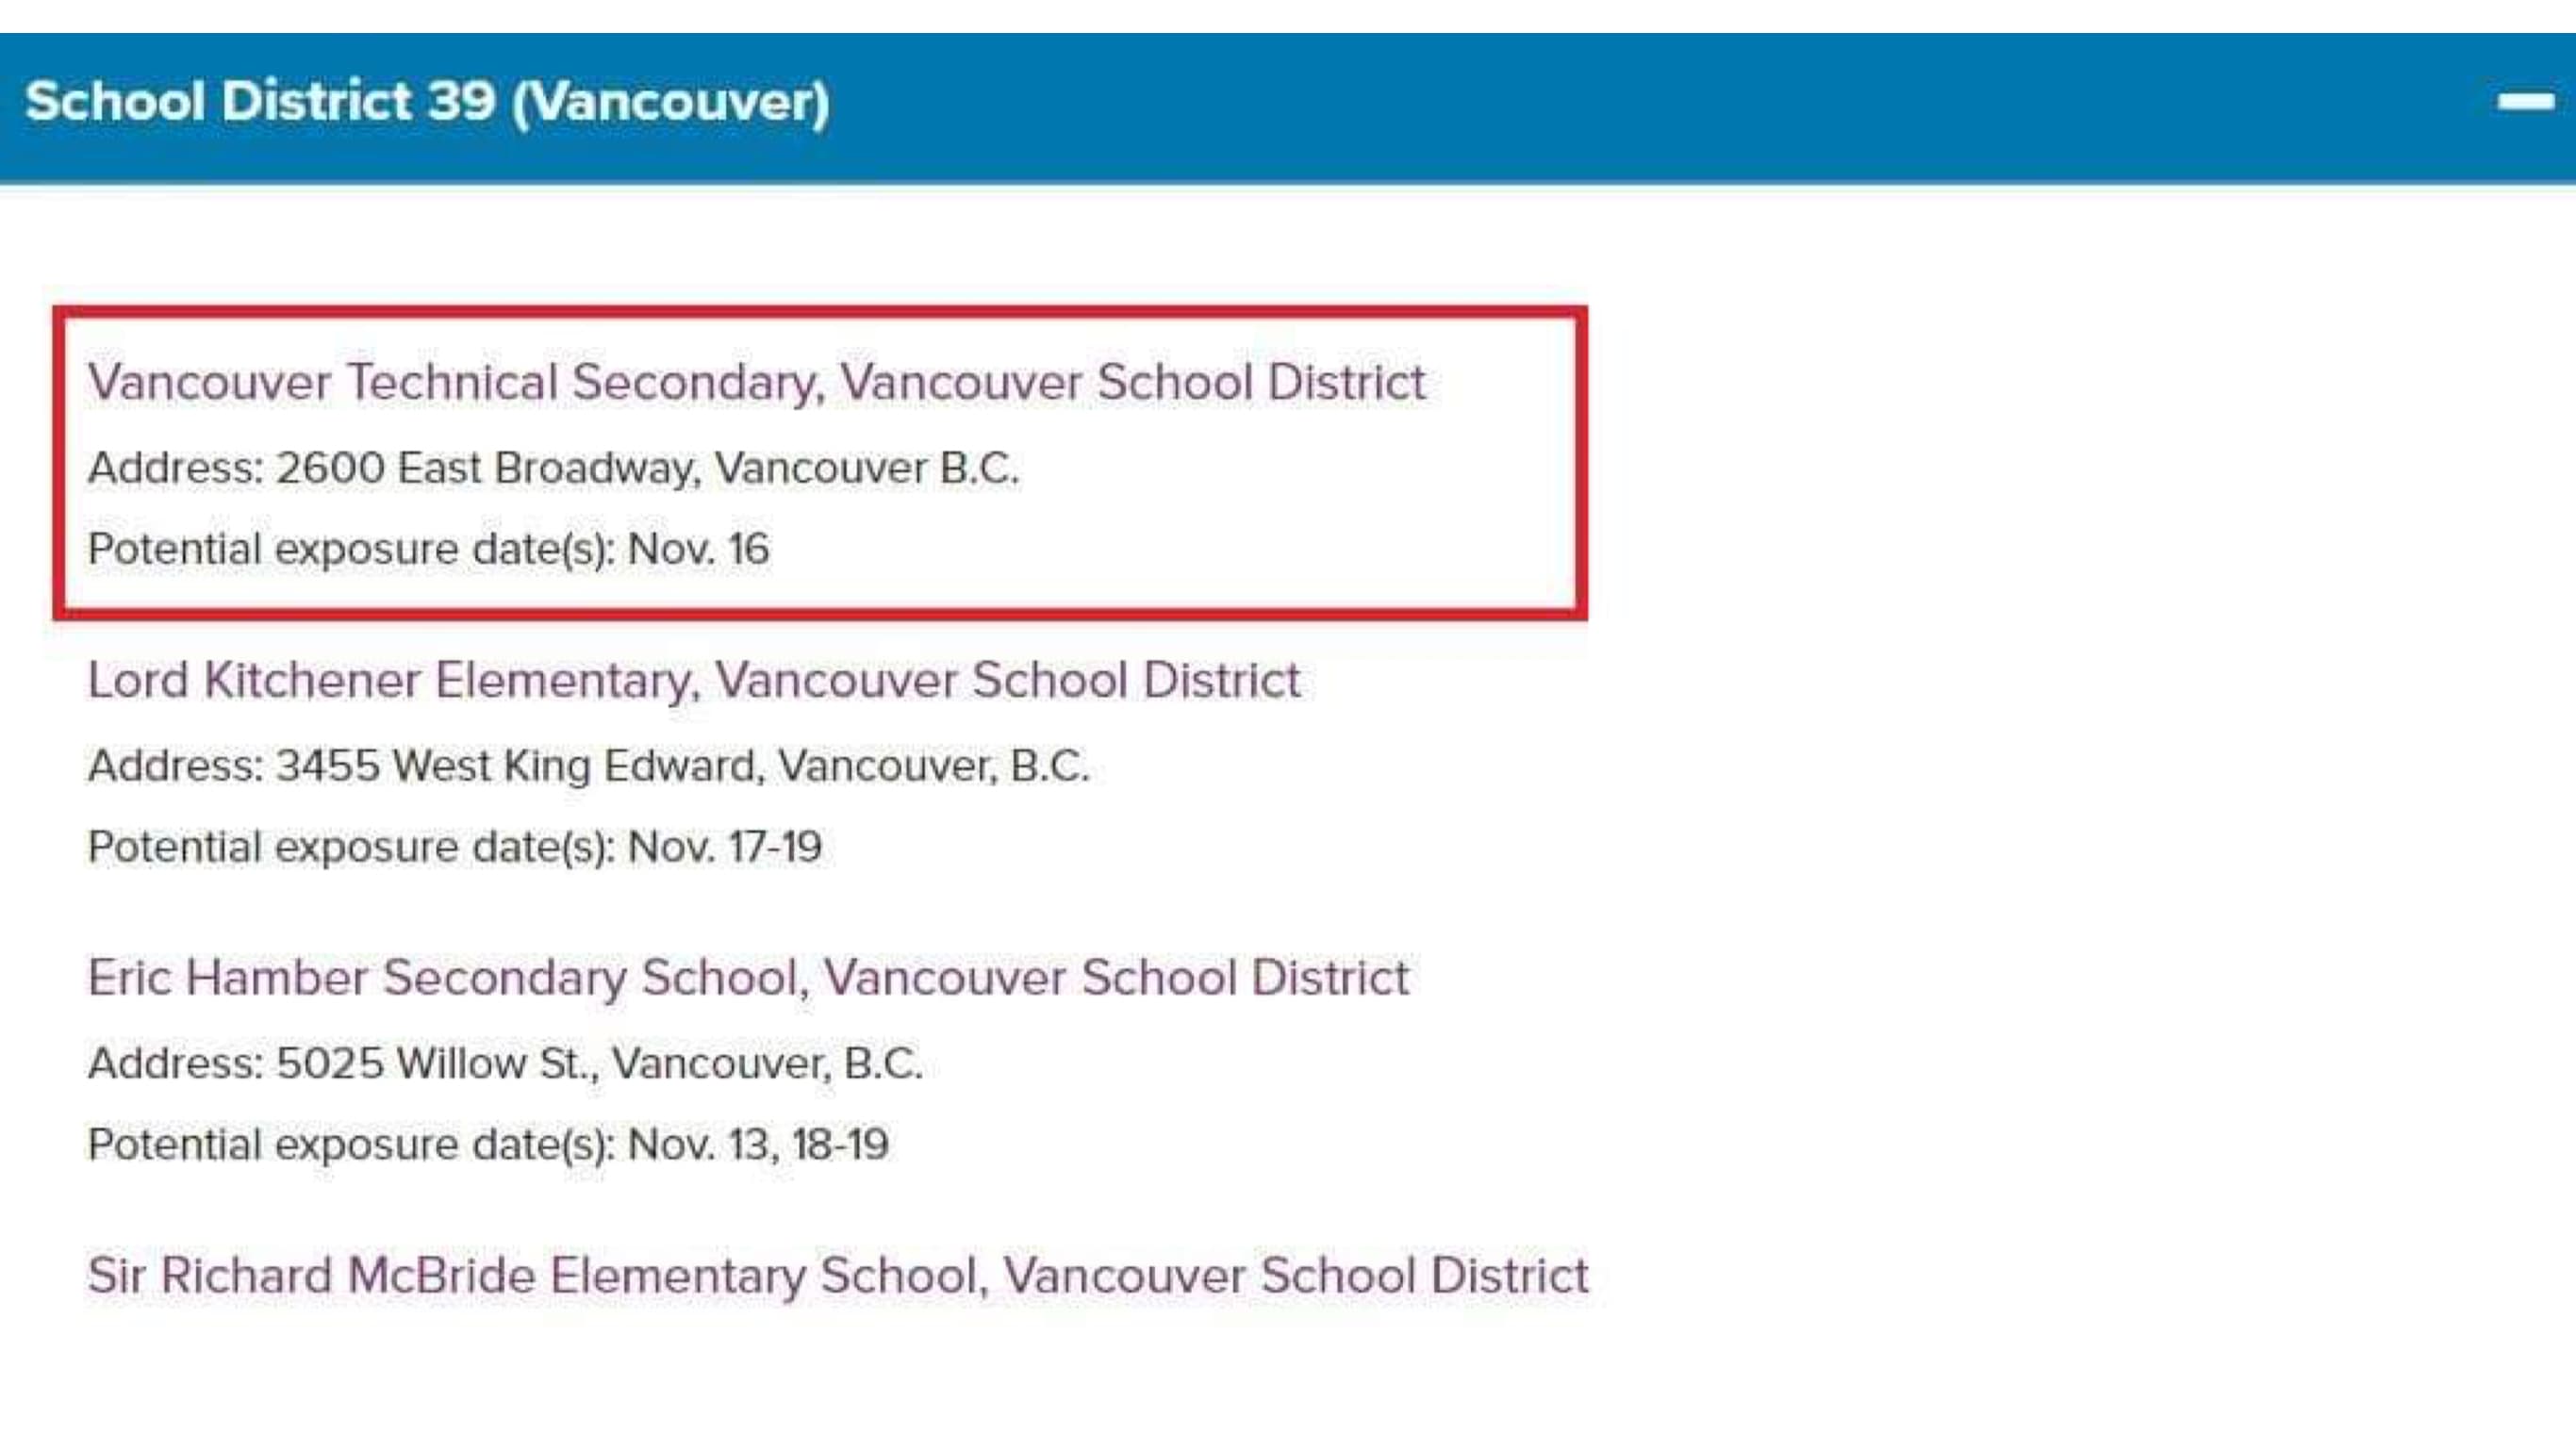 School District 39 (Vancouver)
Vancouver Technical Secondary, Vancouver School District
Address: 2600 East Broadway, Vancouver B.C.
Potential exposure date(s): Nov. 16
Lord Kitchener Elementary, Vancouver School District
Address: 3455 West King Edward, Vancouver, B.C.
Potential exposure date(s): Nov. 17-19
Eric Hamber Secondary School, Vancouver School District
Address: 5025 Willow St., Vancouver, B.C.
Potential exposure date(s): Nov. 13, 18-19
Sir Richard McBride Elementary School, Vancouver School District